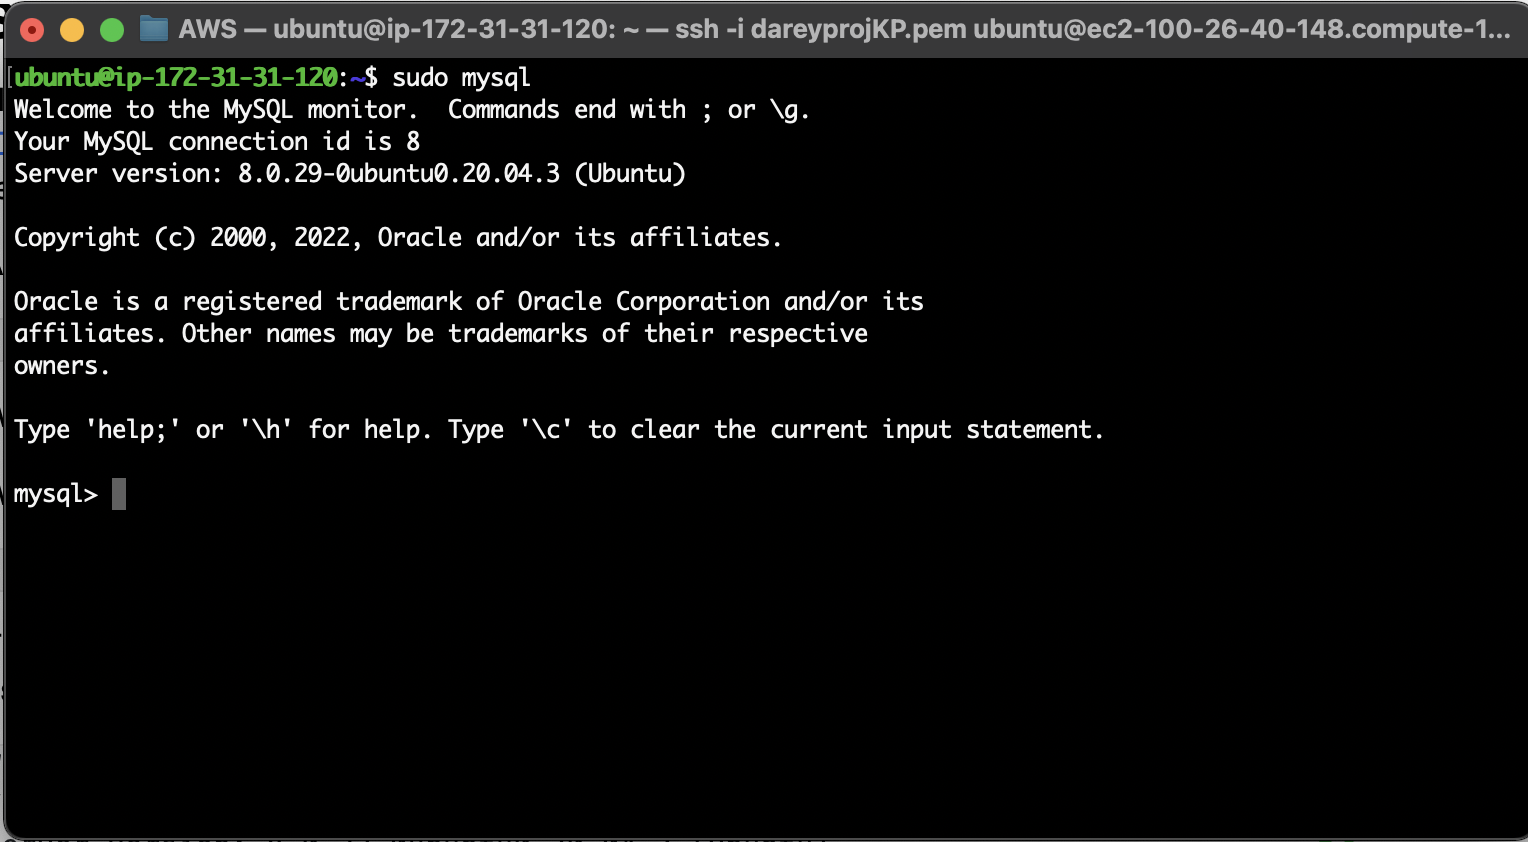 AWS — ubuntu@ip-172-31-31-120: ~ — ssh -i dareyprojKP.pem ubuntu@ec2-100-26-40-148.compute-1...
ubuntu@ip-172-31-31-120:~$ sudo mysql
Welcome to the MySQL monitor.  Commands end with ; or \g.
Your MySQL connection id is 8
Server version: 8.0.29-0ubuntu0.20.04.3 (Ubuntu)
Copyright (c) 2000, 2022, Oracle and/or its affiliates.
Oracle is a registered trademark of Oracle Corporation and/or its
affiliates. Other names may be trademarks of their respective
owners.
Type 'help;' or '\h' for help. Type '\c' to clear the current input statement.
mysql>